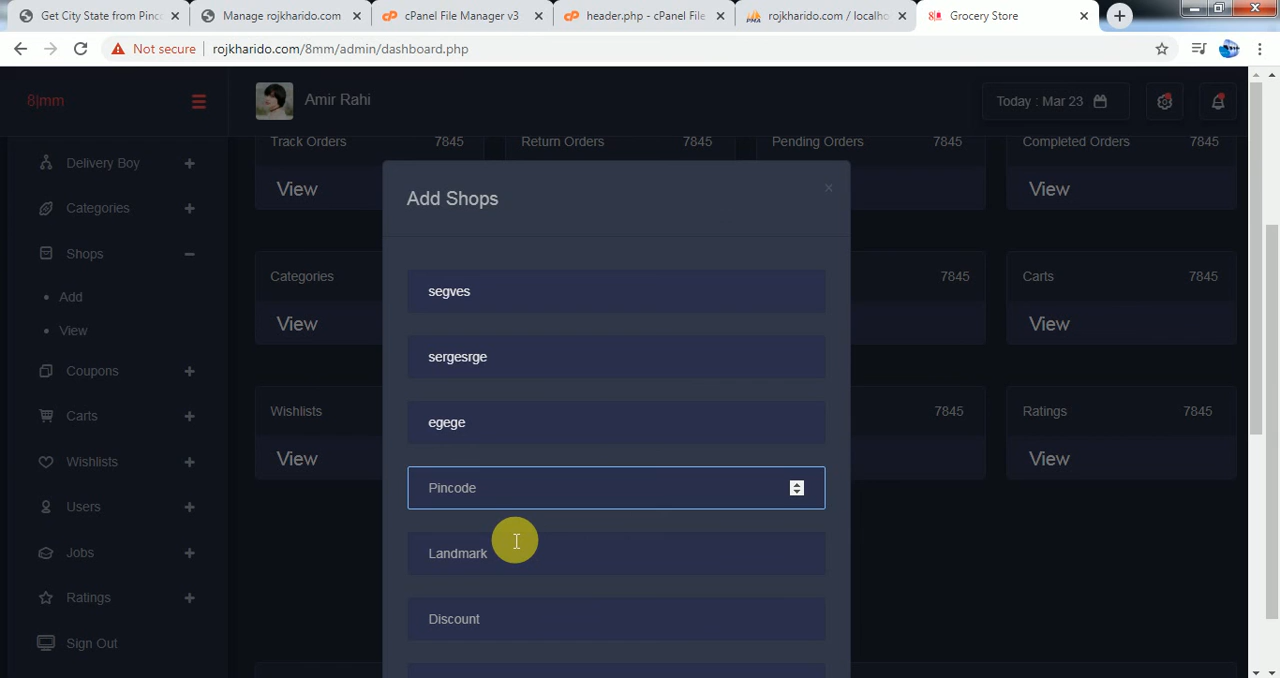 Get City State from Pinco
Manage rojkharido.com
cPanel File Manager v3
header.php - cPanel File
rojkharido.com / localho
Grocery Store
Not secure
rojkharido.com/8mm/admin/dashboard.php
8|mm
Amir Rahi
Today : Mar 23
Delivery Boy
Categories
Shops
Add
View
Coupons
Carts
Wishlists
Users
Jobs
Ratings
Sign Out
Track Orders 7845
View
Return Orders 7845
Pending Orders 7845
Completed Orders 7845
View
Categories
View
7845
Carts 7845
View
Wishlists
View
7845
Ratings 7845
View
Add Shops
×
segves
sergesrge
egege
Pincode
Landmark
Discount